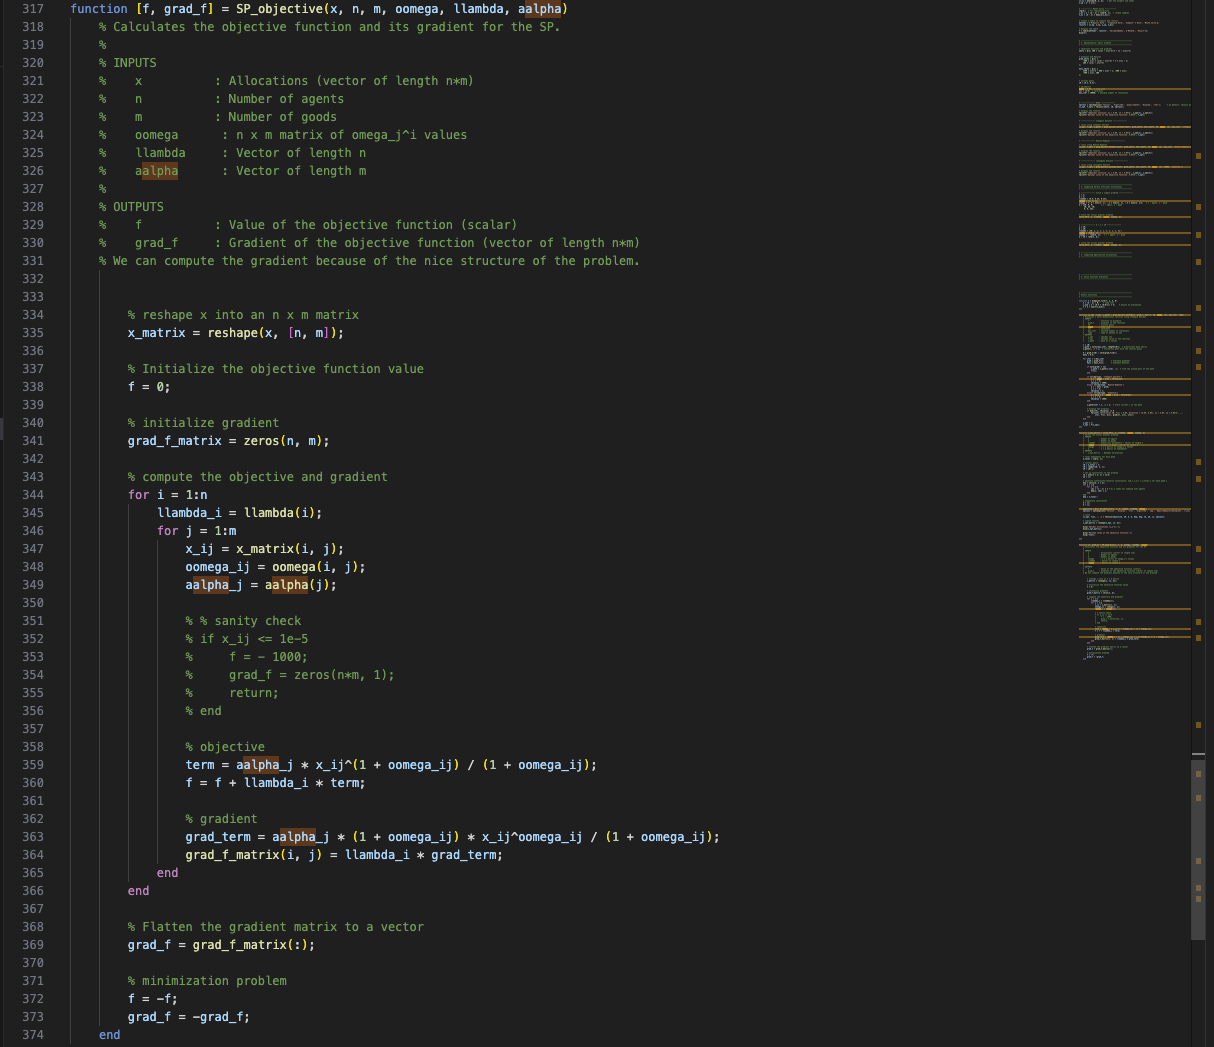 317 function [f, grad_f] = SP_objective(x, n, m, oomega, llambda, aalpha)
318 % Calculates the objective function and its gradient for the SP.
319 %
320 % INPUTS
321 % x : Allocations (vector of length n*m)
322 % n : Number of agents
323 % m : Number of goods
324 % oomega : n x m matrix of omega_j^i values
325 % llambda : Vector of length n
326 % aalpha : Vector of length m
327 %
328 % OUTPUTS
329 % f : Value of the objective function (scalar)
330 % grad_f : Gradient of the objective function (vector of length n*m)
331 % We can compute the gradient because of the nice structure of the problem.
332
333
334 % reshape x into an n x m matrix
335 x_matrix = reshape(x, [n, m]);
336
337 % Initialize the objective function value
338 f = 0;
339
340 % initialize gradient
341 grad_f_matrix = zeros(n, m);
342
343 % compute the objective and gradient
344 for i = 1:n
345 llambda_i = llambda(i);
346 for j = 1:m
347 x_ij = x_matrix(i, j);
348 oomega_ij = oomega(i, j);
349 aalpha_j = aalpha(j);
350
351 % % sanity check
352 % if x_ij <= 1e-5
353 % f = - 1000;
354 % grad_f = zeros(n*m, 1);
355 % return;
356 % end
357
358 % objective
359 term = aalpha_j * x_ij^(1 + oomega_ij) / (1 + oomega_ij);
360 f = f + llambda_i * term;
361
362 % gradient
363 grad_term = aalpha_j * (1 + oomega_ij) * x_ij^oomega_ij / (1 + oomega_ij);
364 grad_f_matrix(i, j) = llambda_i * grad_term;
365 end
366 end
367
368 % Flatten the gradient matrix to a vector
369 grad_f = grad_f_matrix(:);
370
371 % minimization problem
372 f = -f;
373 grad_f = -grad_f;
374 end